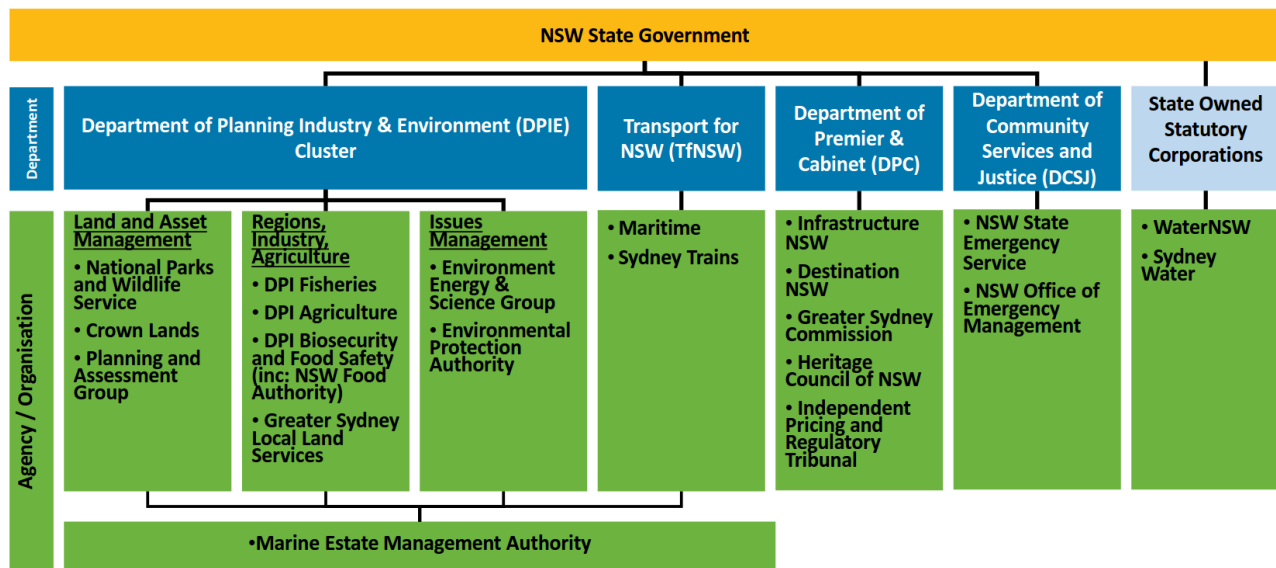 NSW State Government
Department
Department of Planning Industry & Environment (DPIE)
Cluster
Transport for
NSW (TfNSW)
Department of
Premier &
Cabinet (DPC)
Department of
Community
Services and
Justice (DCSJ)
State Owned
Statutory
Corporations
Agency / Organisation
Land and Asset
Management
• National Parks
and Wildlife
Service
• Crown Lands
• Planning and
Assessment
Group
Regions,
Industry,
Agriculture
• DPI Fisheries
• DPI Agriculture
• DPI Biosecurity
and Food Safety
(inc: NSW Food
Authority)
• Greater Sydney
Local Land
Services
Issues
Management
• Environment
Energy &
Science Group
• Environmental
Protection
Authority
• Maritime
• Sydney Trains
• Infrastructure
NSW
• Destination
NSW
• Greater Sydney
Commission
• Heritage
Council of NSW
• Independent
Pricing and
Regulatory
Tribunal
• NSW State
Emergency
Service
• NSW Office of
Emergency
Management
• WaterNSW
• Sydney
Water
•Marine Estate Management Authority